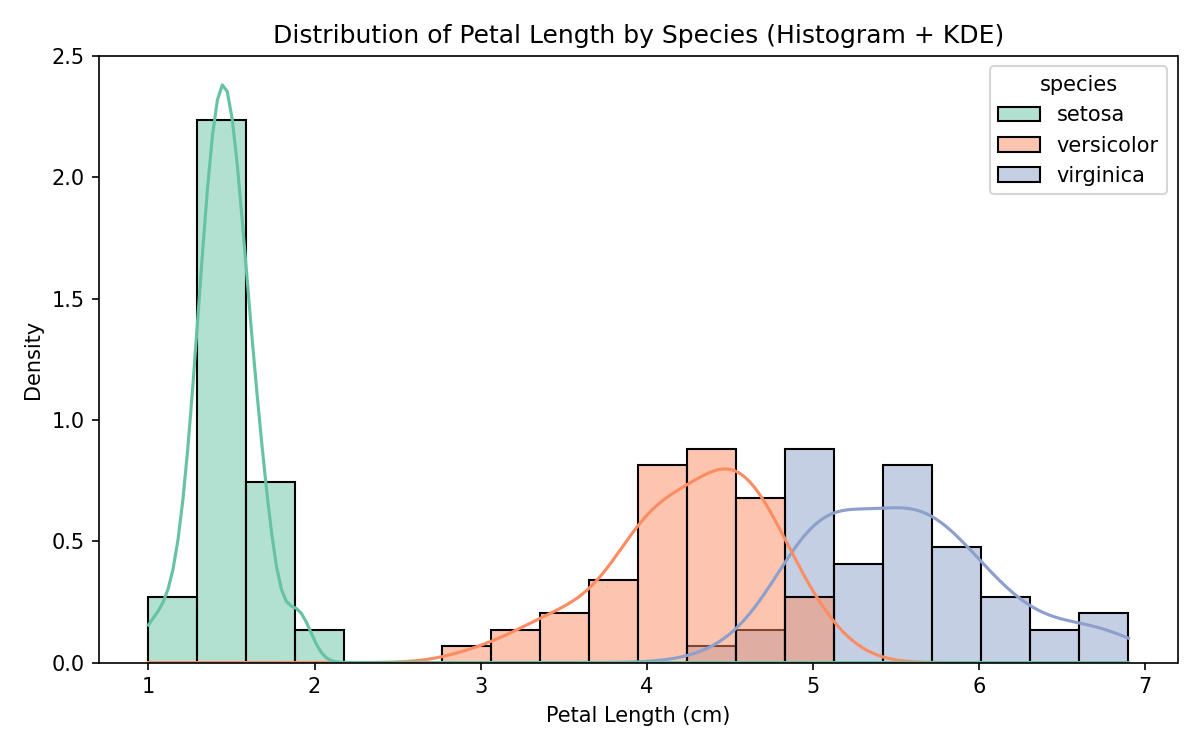 Distribution of Petal Length by Species (Histogram + KDE)
species
setosa
versicolor
virginica
Density
2.5
2.0
1.5
1.0
0.5
0.0
1 2 3 4 5 6 7
Petal Length (cm)